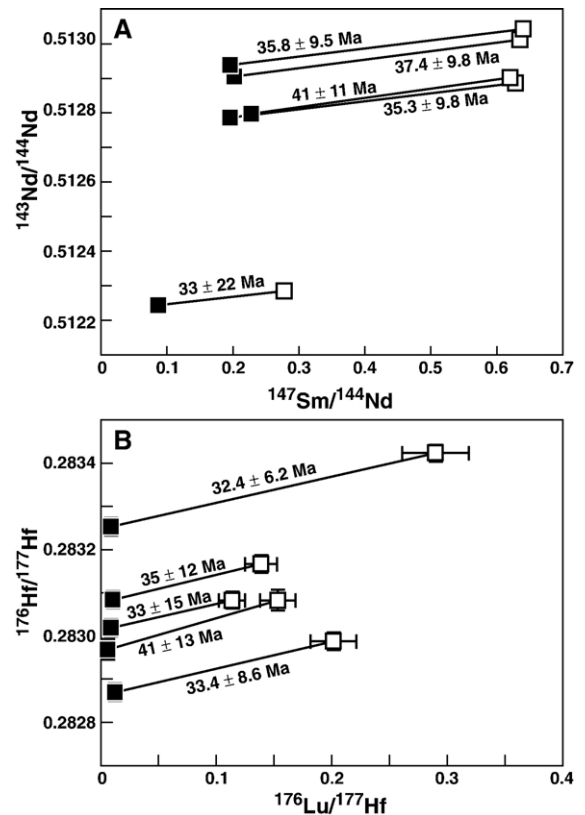 A
0.5130
0.5128
0.5126
0.5124
0.5122
143Nd/144Nd
35.8 ± 9.5 Ma
37.4 ± 9.8 Ma
41 ± 11 Ma
35.3 ± 9.8 Ma
33 ± 22 Ma
0 0.1 0.2 0.3 0.4 0.5 0.6 0.7
147Sm/144Nd
B
0.2834
0.2832
0.2830
0.2828
176Hf/177Hf
32.4 ± 6.2 Ma
35 ± 12 Ma
33 ± 15 Ma
41 ± 13 Ma
33.4 ± 8.6 Ma
0 0.1 0.2 0.3 0.4
176Lu/177Hf